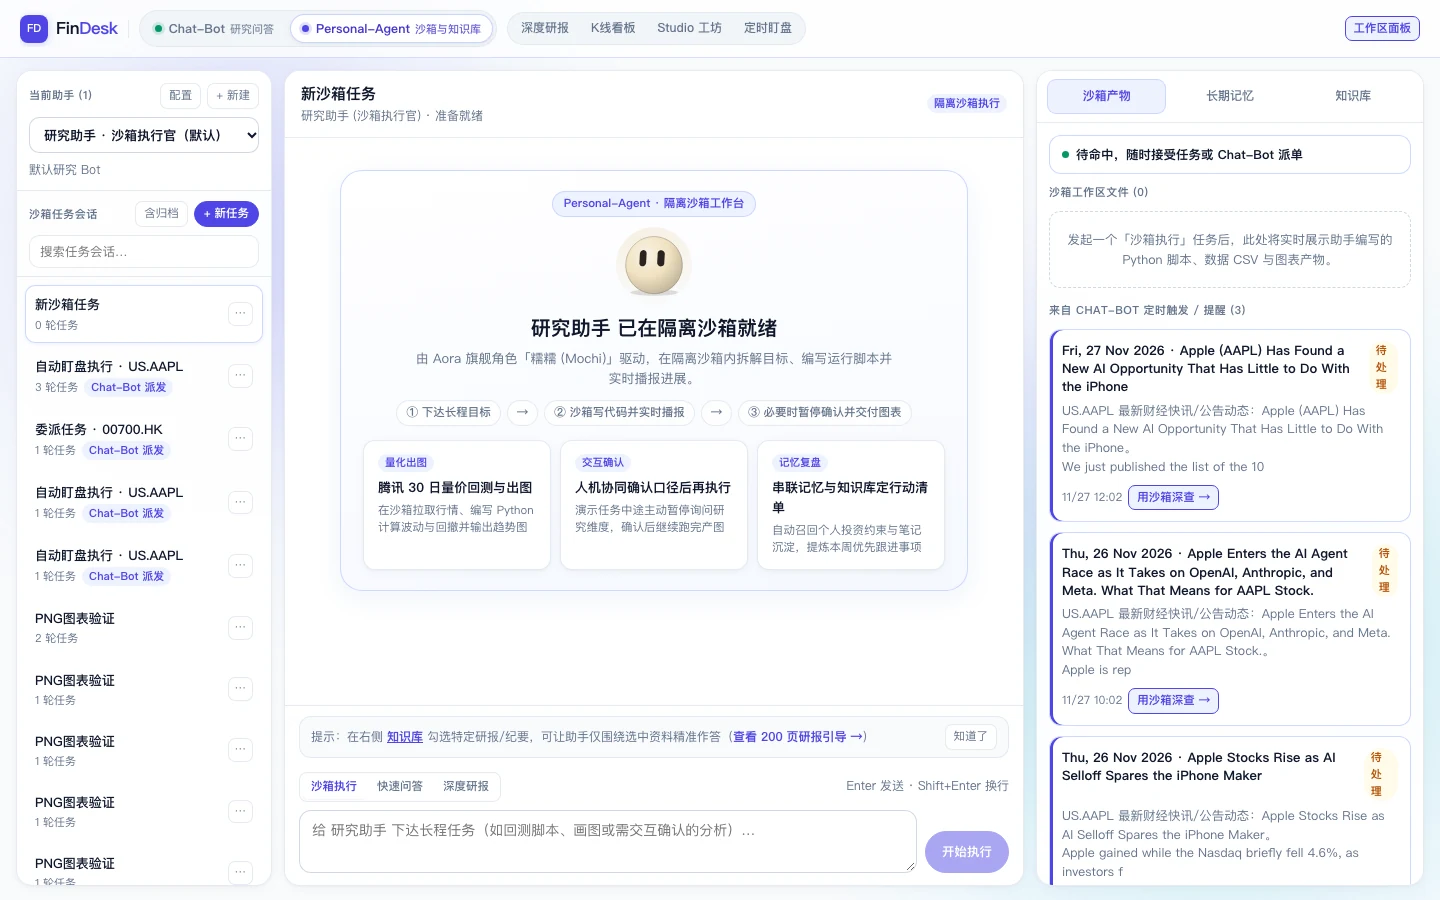 FD FinDesk
Chat-Bot 研究问答
Personal-Agent 沙箱与知识库
深度研报
K线看板
Studio 工坊
定时盯盘
工作区面板
当前助手 (1)
配置
+ 新建
研究助手 · 沙箱执行官（默认）
默认研究 Bot
沙箱任务会话
含归档
+ 新任务
搜索任务会话…
新沙箱任务
0 轮任务
自动盯盘执行 · US.AAPL
3 轮任务 Chat-Bot 派发
委派任务 · 00700.HK
1 轮任务 Chat-Bot 派发
自动盯盘执行 · US.AAPL
1 轮任务 Chat-Bot 派发
自动盯盘执行 · US.AAPL
1 轮任务 Chat-Bot 派发
PNG图表验证
2 轮任务
PNG图表验证
1 轮任务
PNG图表验证
1 轮任务
PNG图表验证
1 轮任务
PNG图表验证
1 轮任务
新沙箱任务
研究助手 (沙箱执行官) · 准备就绪
隔离沙箱执行
Personal-Agent · 隔离沙箱工作台
研究助手 已在隔离沙箱就绪
由 Aora 旗舰角色「糯糯 (Mochi)」驱动，在隔离沙箱内拆解目标、编写运行脚本并
实时播报进展。
① 下达长程目标
→
② 沙箱写代码并实时播报
→
③ 必要时暂停确认并交付图表
量化出图
腾讯 30 日量价回测与出图
在沙箱拉取行情、编写 Python
计算波动与回撤并输出趋势图
交互确认
人机协同确认口径后再执行
演示任务中途主动暂停询问研
究维度，确认后继续跑完产图
记忆复盘
串联记忆与知识库定行动清
单
自动召回个人投资约束与笔记
沉淀，提炼本周优先跟进事项
提示：在右侧 知识库 勾选特定研报/纪要，可让助手仅围绕选中资料精准作答（查看 200 页研报引导 →）
知道了
沙箱执行
快速问答
深度研报
Enter 发送 · Shift+Enter 换行
给 研究助手 下达长程任务（如回测脚本、画图或需交互确认的分析）…
开始执行
沙箱产物
长期记忆
知识库
待命中，随时接受任务或 Chat-Bot 派单
沙箱工作区文件 (0)
发起一个「沙箱执行」任务后，此处将实时展示助手编写的
Python 脚本、数据 CSV 与图表产物。
来自 CHAT-BOT 定时触发 / 提醒 (3)
Fri, 27 Nov 2026 · Apple (AAPL) Has Found a
New AI Opportunity That Has Little to Do With
the iPhone
待
处
理
US.AAPL 最新财经快讯/公告动态：Apple (AAPL) Has
Found a New AI Opportunity That Has Little to Do With
the iPhone。
We just published the list of the 10
11/27 12:02
用沙箱深查 →
Thu, 26 Nov 2026 · Apple Enters the AI Agent
Race as It Takes on OpenAI, Anthropic, and
Meta. What That Means for AAPL Stock.
待
处
理
US.AAPL 最新财经快讯/公告动态：Apple Enters the AI
Agent Race as It Takes on OpenAI, Anthropic, and Meta.
What That Means for AAPL Stock.。
Apple is rep
11/27 10:02
用沙箱深查 →
Thu, 26 Nov 2026 · Apple Stocks Rise as AI
Selloff Spares the iPhone Maker
待
处
理
US.AAPL 最新财经快讯/公告动态：Apple Stocks Rise as
AI Selloff Spares the iPhone Maker。
Apple gained while the Nasdaq briefly fell 4.6%, as
investors f